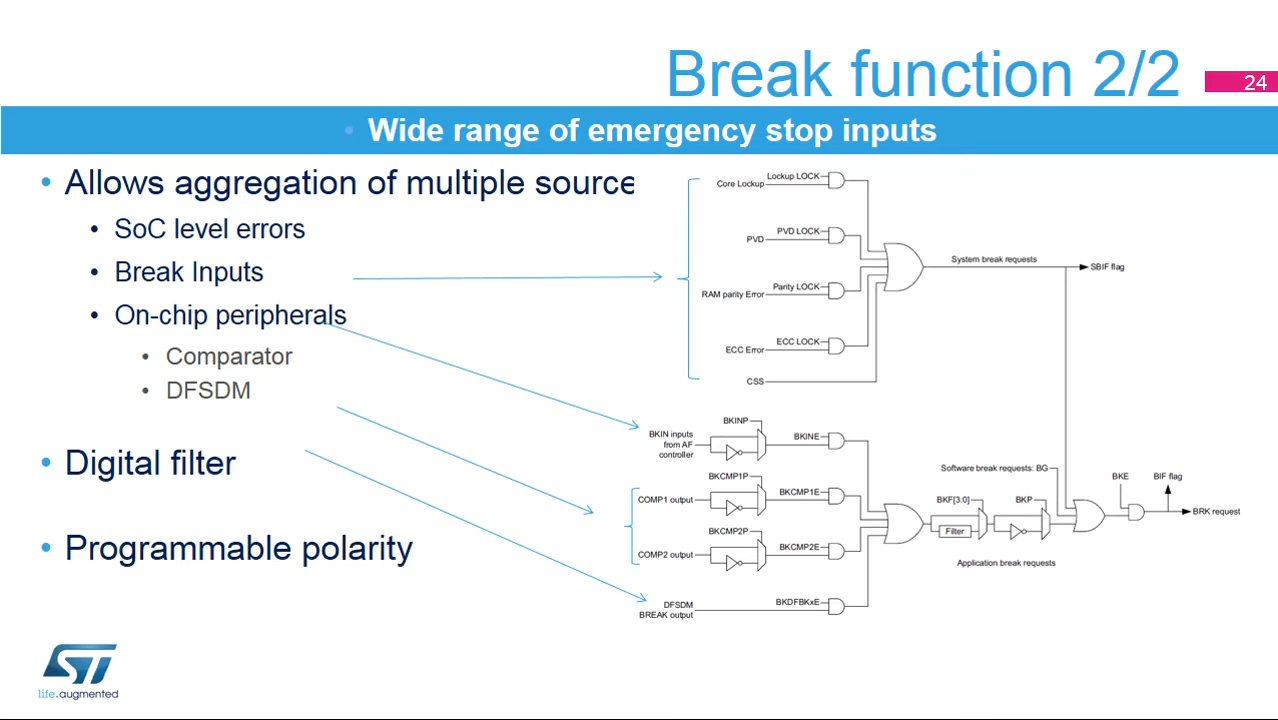 Break function 2/2
24
• Wide range of emergency stop inputs
• Allows aggregation of multiple source
• SoC level errors
• Break Inputs
• On-chip peripherals
• Comparator
• DFSDM
• Digital filter
• Programmable polarity
Lockup LOCK
Core Lockup
PVD LOCK
PVD
Parity LOCK
RAM parity Error
ECC LOCK
ECC Error
CSS
System break requests
SBIF flag
BKINP
BKIN inputs
from AF
controller
BKINE
BKCMP1P
COMP1 output
BKCMP1E
BKCMP2P
COMP2 output
BKCMP2E
DFSDM
BREAK output
BKDFBKxE
Software break requests: BG
BKE
BIF flag
BKF[3:0]
BKP
Filter
BRK request
Application break requests
ST
life.augmented